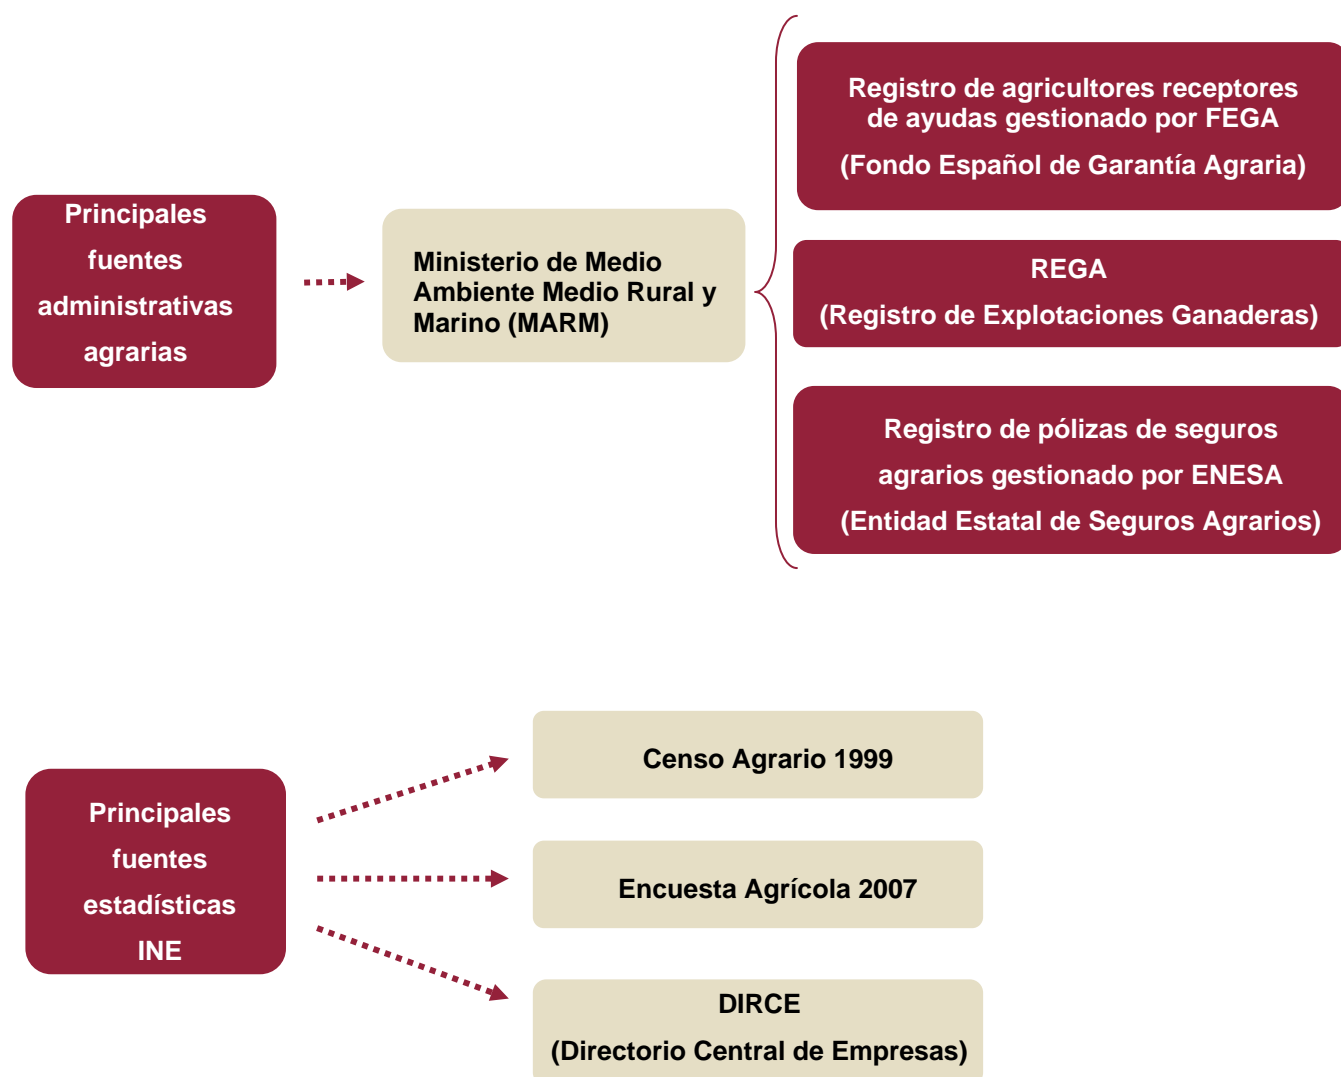 Principales
fuentes
administrativas
agrarias
Ministerio de Medio
Ambiente Medio Rural y
Marino (MARM)
Registro de agricultores receptores
de ayudas gestionado por FEGA
(Fondo Español de Garantía Agraria)
REGA
(Registro de Explotaciones Ganaderas)
Registro de pólizas de seguros
agrarios gestionado por ENESA
(Entidad Estatal de Seguros Agrarios)
Principales
fuentes
estadísticas
INE
Censo Agrario 1999
Encuesta Agrícola 2007
DIRCE
(Directorio Central de Empresas)